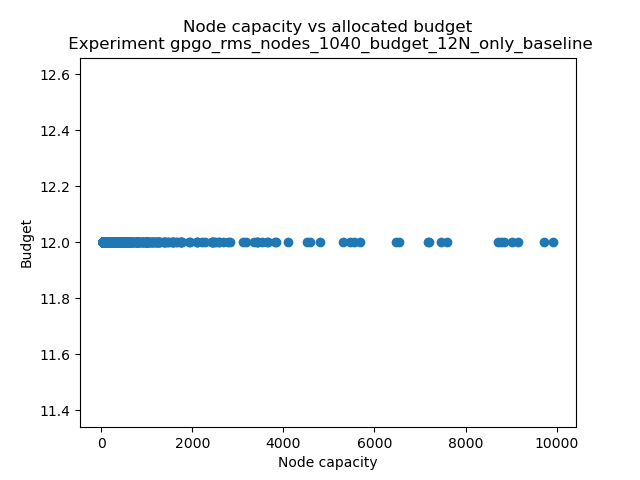 Node capacity vs allocated budget
Experiment gpgo_rms_nodes_1040_budget_12N_only_baseline
12.6
12.4
12.2
12.0
11.8
11.6
11.4
Budget
0 2000 4000 6000 8000 10000
Node capacity